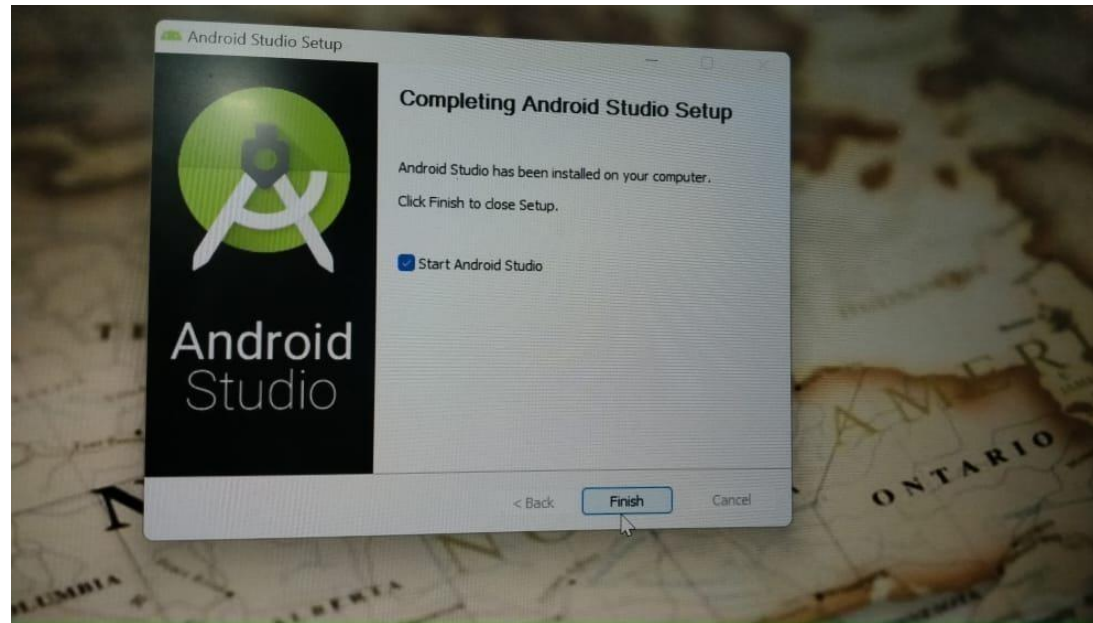 Android Studio Setup
Completing Android Studio Setup
Android Studio has been installed on your computer.
Click Finish to close Setup.
Start Android Studio
Android
Studio
< Back
Finish
Cancel
ONTARIO
ALBERTA